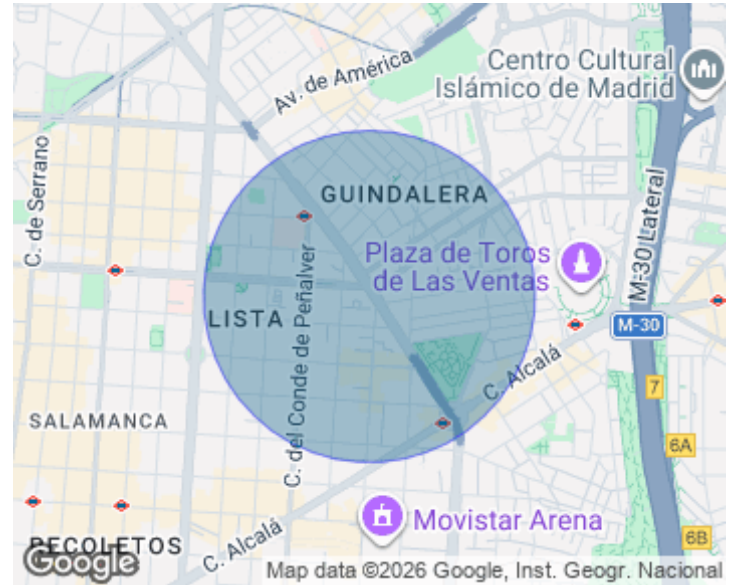 Centro Cultural
Islámico de Madrid
Av. de América
C. de Serrano
GUINDALERA
M-30 Lateral
Plaza de Toros
de Las Ventas
C. del Conde de Peñalver
LISTA
M-30
C. Alcalá
7
SALAMANCA
6A
Movistar Arena
6B
RECOLETOS
C. Alcalá
Google
Map data ©2026 Google, Inst. Geogr. Nacional